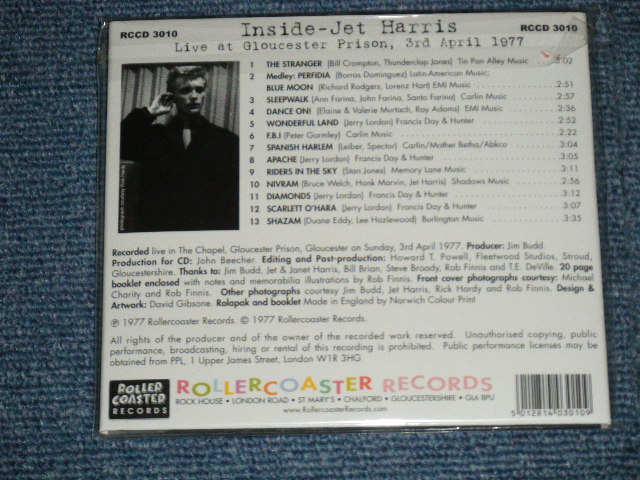 RCCD 3010
Inside-Jet Harris
RCCD 3010
Live at Gloucester Prison, 3rd April 1977
1 THE STRANGER (Bill Crompton, Thunderclap Jones) Tin Pan Alley Music 3:02
2 Medley: PERFIDIA (Borras Dominguez) Latin-American Music;
BLUE MOON (Richard Rodgers, Lorenz Hart) EMI Music 2:51
3 SLEEPWALK (Ann Farina, John Farina, Santo Farina) Carlin Music 2:57
4 DANCE ON! (Elaine & Valerie Murtach, Ray Adams) EMI Music 2:36
5 WONDERFUL LAND (Jerry Lordan) Francis Day & Hunter 2:52
6 F.B.I (Peter Gormley) Carlin Music 2:22
7 SPANISH HARLEM (Leiber, Spector) Carlin/Mother Betha/Abkco 3:04
8 APACHE (Jerry Lordan) Francis Day & Hunter 3:05
9 RIDERS IN THE SKY (Stan Jones) Memory Lane Music 3:11
10 NIVRAM (Bruce Welch, Hank Marvin, Jet Harris) Shadows Music 2:56
11 DIAMONDS (Jerry Lordan) Francis Day & Hunter 3:12
12 SCARLETT O'HARA (Jerry Lordan) Francis Day & Hunter 3:07
13 SHAZAM (Duane Eddy, Lee Hazlewood) Burlington Music 3:35
Recorded live in The Chapel, Gloucester Prison, Gloucester on Sunday, 3rd April 1977. Producer: Jim Budd.
Production for CD: John Beecher. Editing and Post-production: Howard T. Powell, Fleetwood Studios, Stroud,
Gloucestershire. Thanks to: Jim Budd, Jet & Janet Harris, Bill Brian, Steve Broady, Rob Finnis and T.E. DeVille. 20 page
booklet enclosed with notes and memorabilia illustrations by Rob Finnis. Front cover photographs courtesy: Michael
Charity and Rob Finnis. Other photographs courtesy Jim Budd, Jet Harris, Rick Hardy and Rob Finnis. Design &
Artwork: David Gibsone. Ralapak and booklet Made in England by Norwich Colour Print
℗ 1977 Rollercoaster Records. © 1977 Rollercoaster Records.
All rights of the producer and of the owner of the recorded work reserved. Unauthorised copying, public
performance, broadcasting, hiring or rental of this recording is prohibited. Public performance licenses may be
obtained from PPL, 1 Upper James Street, London W1R 3HG
ROLLER COASTER RECORDS
ROLLERCOASTER RECORDS
ROCK HOUSE • LONDON ROAD • ST MARY'S • CHALFORD • GLOUCESTERSHIRE • GL6 8PU
www.RollercoasterRecords.com
5 012814 030109